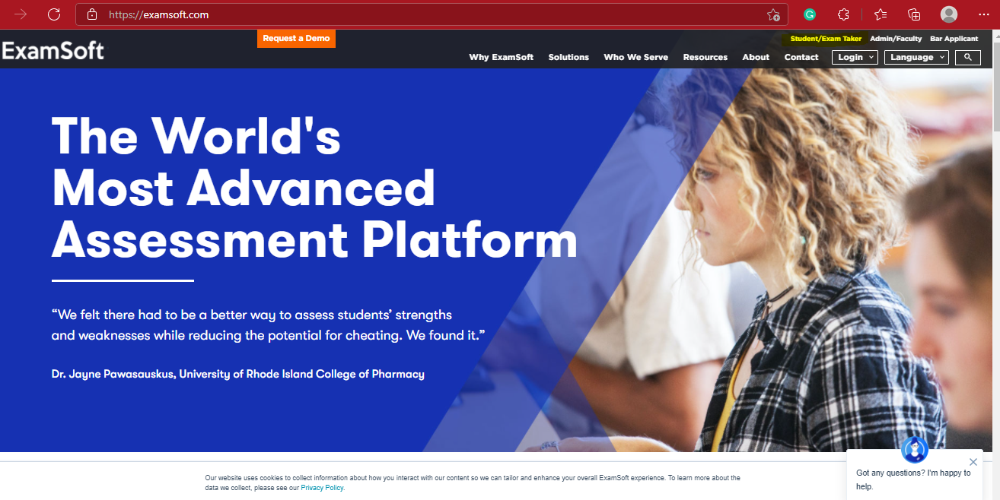 https://examsoft.com
ExamSoft
Request a Demo
Student/Exam Taker Admin/Faculty Bar Applicant
Why ExamSoft Solutions Who We Serve Resources About Contact Login Language
The World's
Most Advanced
Assessment Platform
“We felt there had to be a better way to assess students’ strengths
and weaknesses while reducing the potential for cheating. We found it.”
Dr. Jayne Pawasauskus, University of Rhode Island College of Pharmacy
Our website uses cookies to collect information about how you interact with our content so we can tailor and enhance your overall ExamSoft experience. To learn more about the
data we collect, please see our Privacy Policy.
Got any questions? I'm happy to
help.